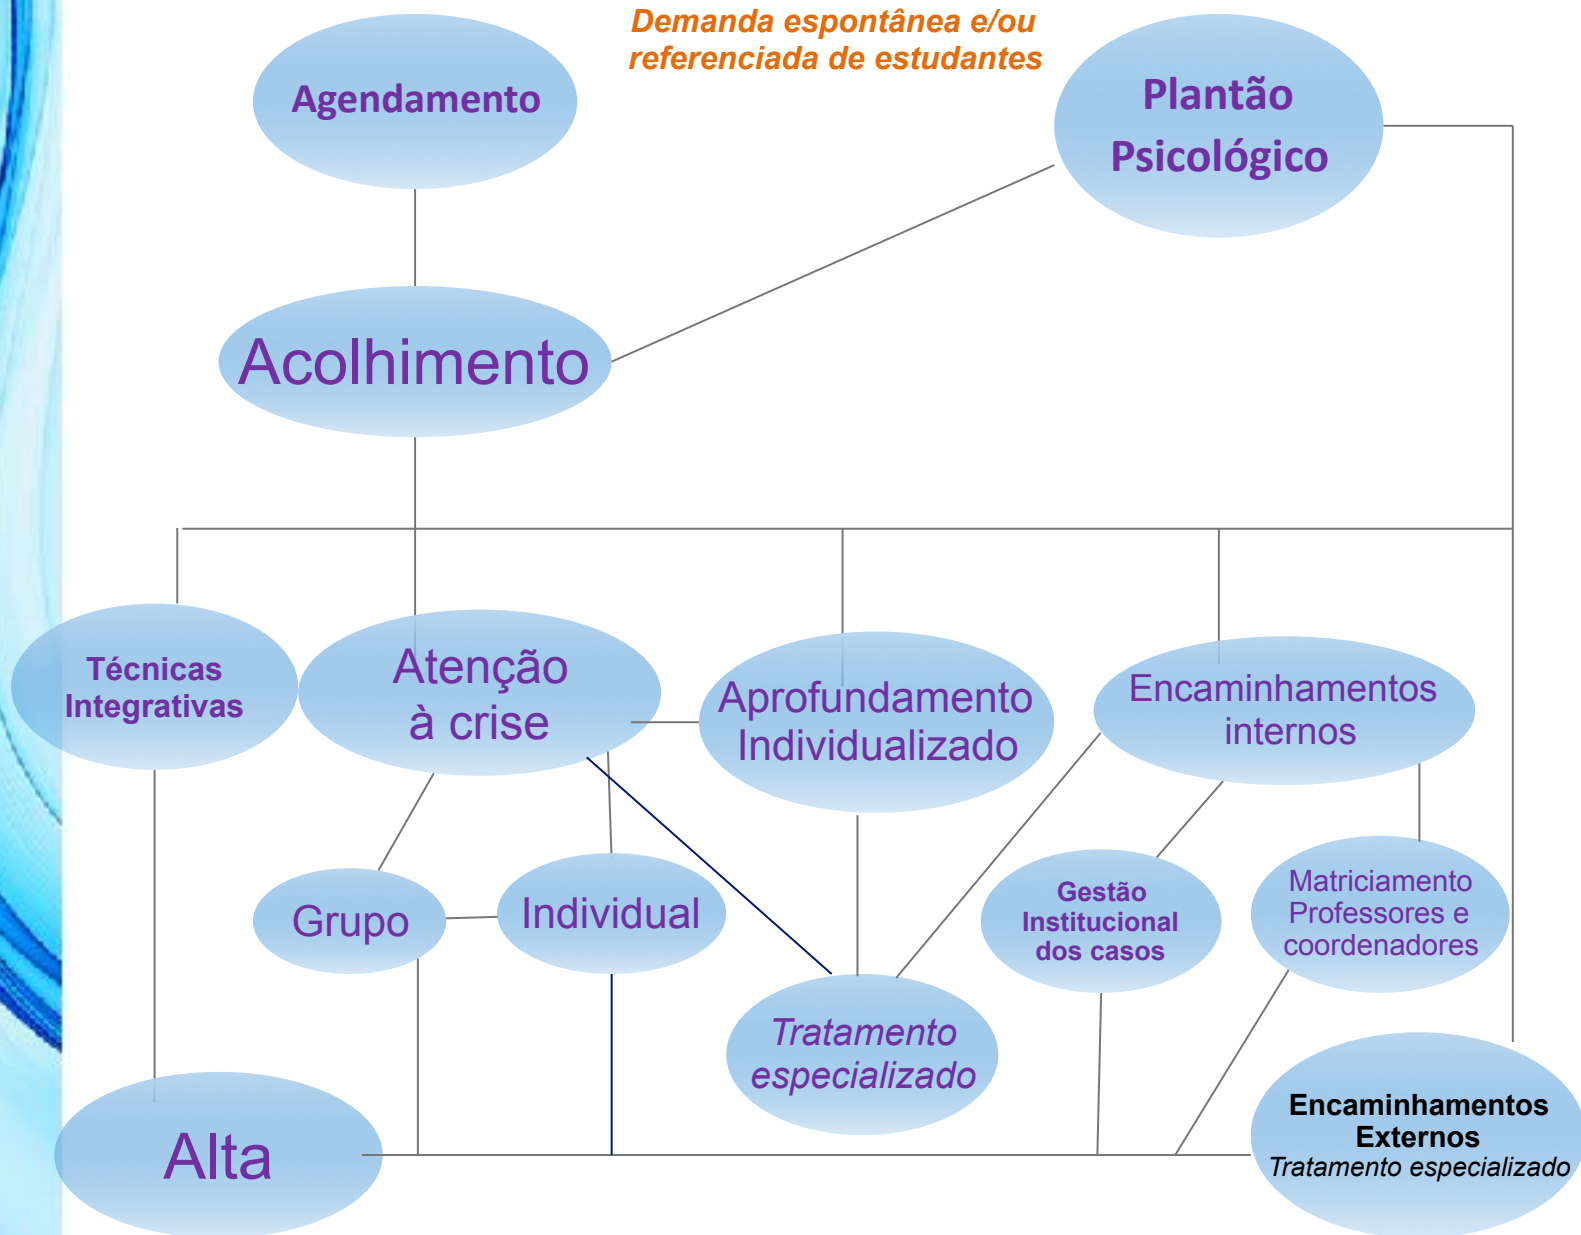 Demanda espontânea e/ou
referenciada de estudantes
Agendamento
Plantão
Psicológico
Acolhimento
Técnicas
Integrativas
Atenção
à crise
Aprofundamento
Individualizado
Encaminhamentos
internos
Grupo
Individual
Gestão
Institucional
dos casos
Matriciamento
Professores e
coordenadores
Tratamento
especializado
Alta
Encaminhamentos
Externos
Tratamento especializado